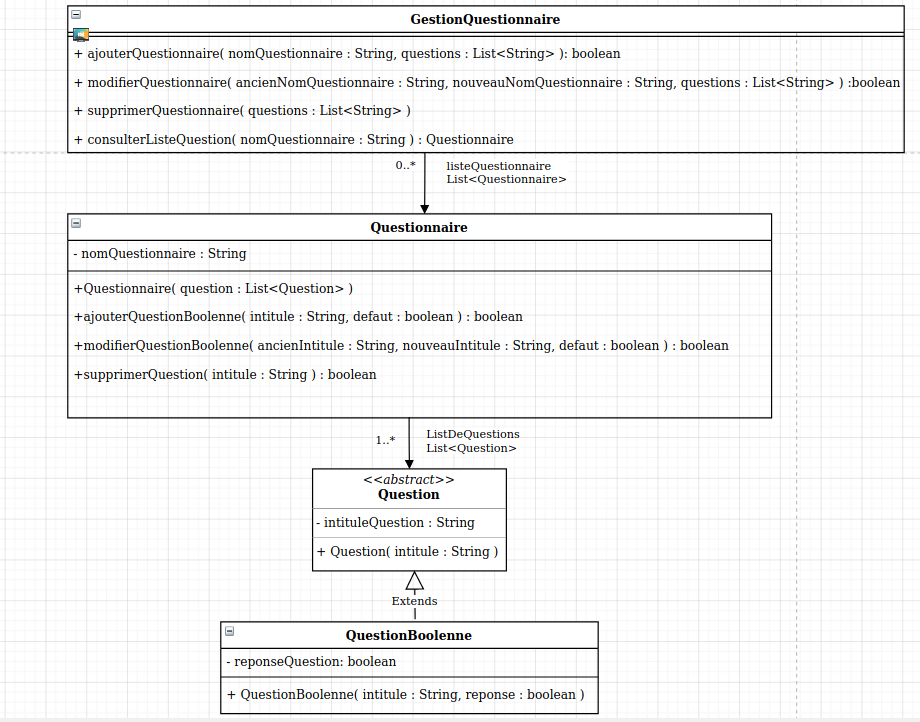 GestionQuestionnaire
+ ajouterQuestionnaire( nomQuestionnaire : String, questions : List<String> ): boolean
+ modifierQuestionnaire( ancienNomQuestionnaire : String, nouveauNomQuestionnaire : String, questions : List<String> ) :boolean
+ supprimerQuestionnaire( questions : List<String> )
+ consulterListeQuestion( nomQuestionnaire : String ) : Questionnaire
0..*
listeQuestionnaire
List<Questionnaire>
Questionnaire
- nomQuestionnaire : String
+Questionnaire( question : List<Question> )
+ajouterQuestionBoolenne( intitule : String, defaut : boolean ) : boolean
+modifierQuestionBoolenne( ancienIntitule : String, nouveauIntitule : String, defaut : boolean ) : boolean
+supprimerQuestion( intitule : String ) : boolean
1..*
ListDeQuestions
List<Question>
<<abstract>>
Question
- intituleQuestion : String
+ Question( intitule : String )
Extends
QuestionBoolenne
- reponseQuestion: boolean
+ QuestionBoolenne( intitule : String, reponse : boolean )